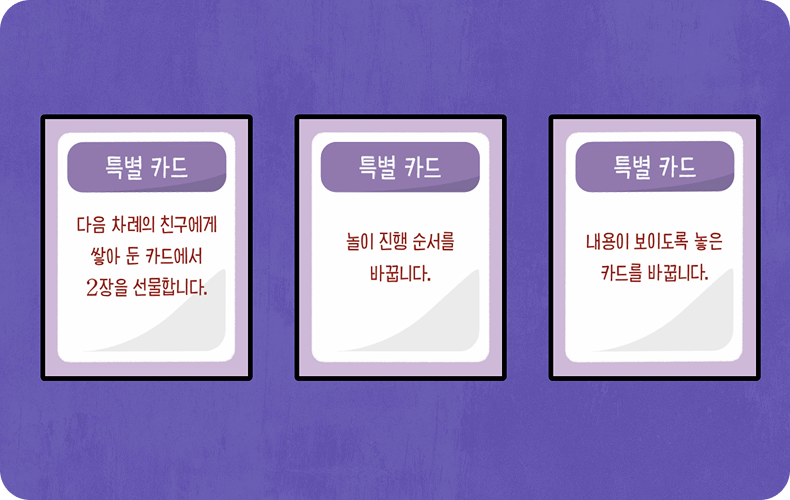 특별 카드
다음 차례의 친구에게
쌓아 둔 카드에서
2장을 선물합니다.
특별 카드
놀이 진행 순서를
바꿉니다.
특별 카드
내용이 보이도록 놓은
카드를 바꿉니다.